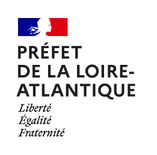 PRÉFET
DE LA LOIRE-
ATLANTIQUE
Liberté
Égalité
Fraternité